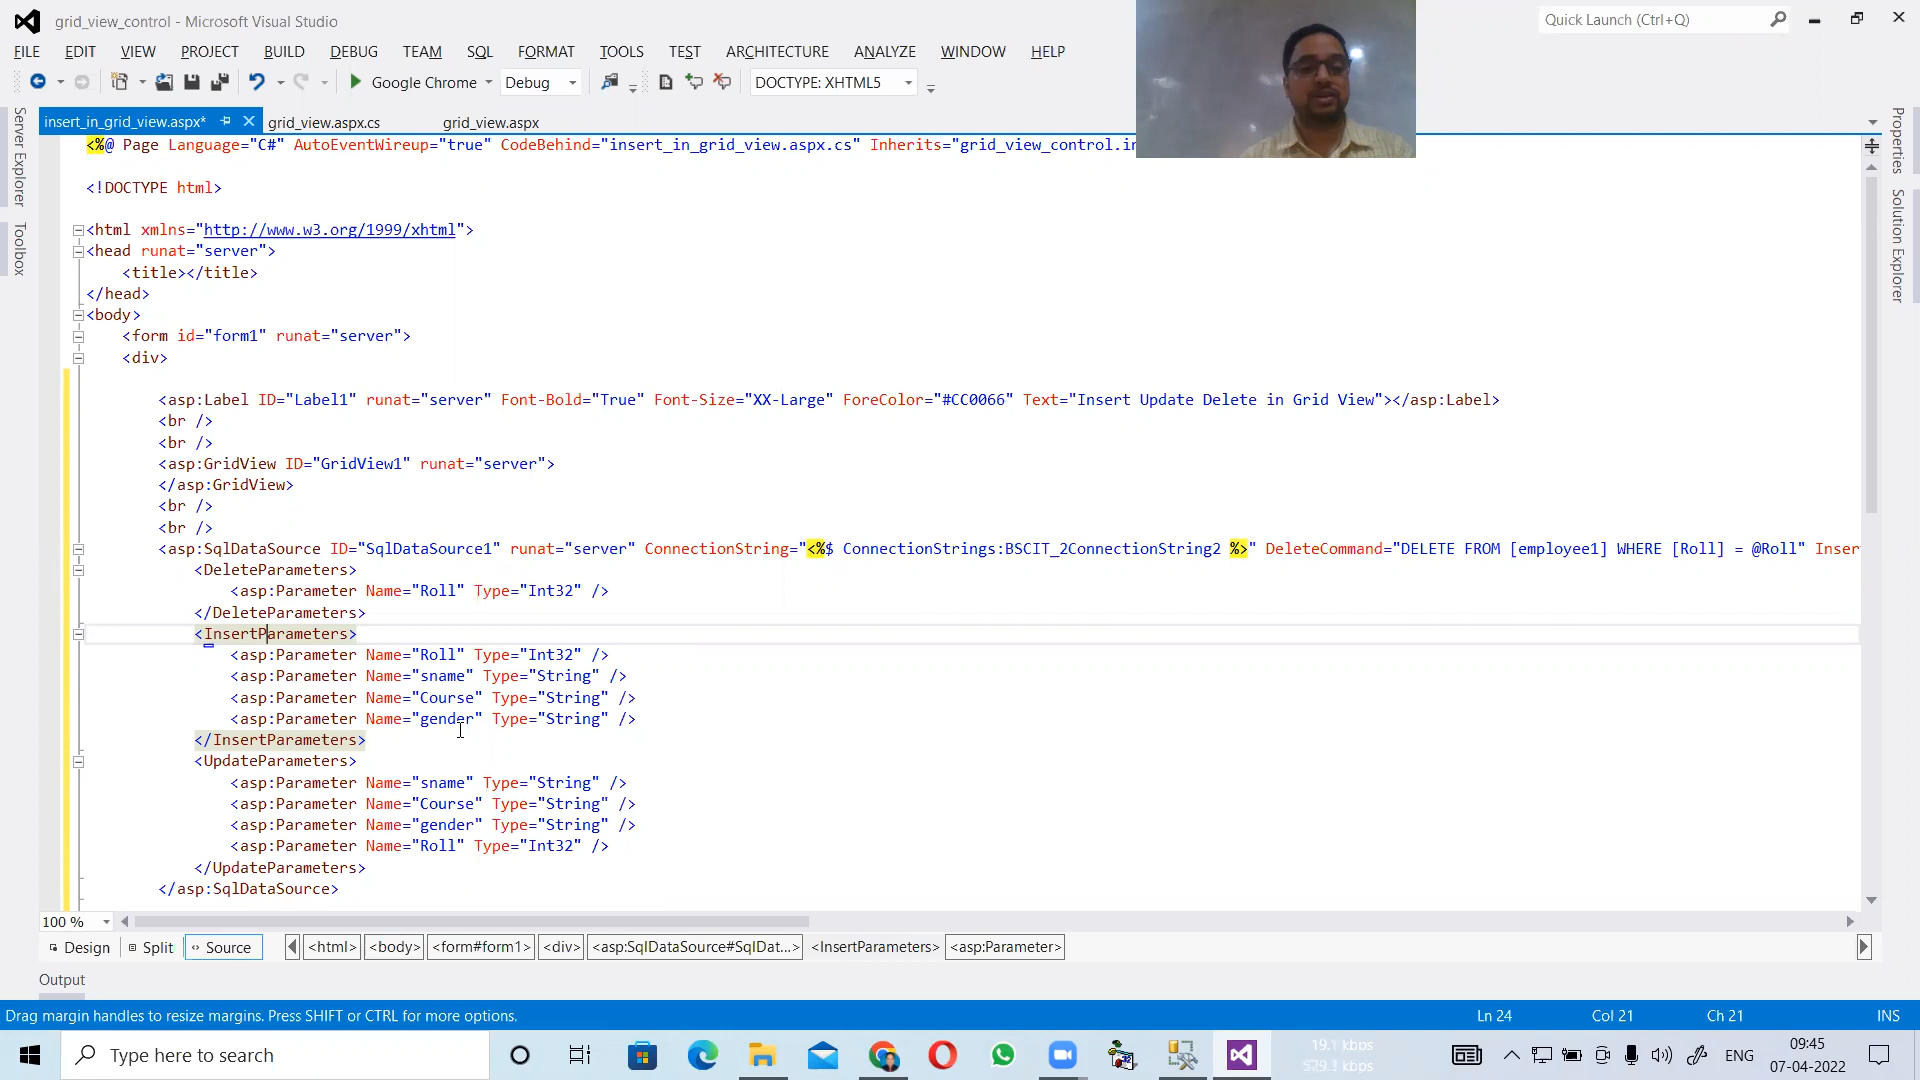 grid_view_control - Microsoft Visual Studio
Quick Launch (Ctrl+Q)
FILE EDIT VIEW PROJECT BUILD DEBUG TEAM SQL FORMAT TOOLS TEST ARCHITECTURE ANALYZE WINDOW HELP
Google Chrome Debug DOCTYPE: XHTML5
Server Explorer
Toolbox
Properties
Solution Explorer
insert_in_grid_view.aspx* grid_view.aspx.cs grid_view.aspx
<%@ Page Language="C#" AutoEventWireup="true" CodeBehind="insert_in_grid_view.aspx.cs" Inherits="grid_view_control.in
<!DOCTYPE html>
<html xmlns="http://www.w3.org/1999/xhtml">
<head runat="server">
<title></title>
</head>
<body>
<form id="form1" runat="server">
<div>
<asp:Label ID="Label1" runat="server" Font-Bold="True" Font-Size="XX-Large" ForeColor="#CC0066" Text="Insert Update Delete in Grid View"></asp:Label>
<br />
<br />
<asp:GridView ID="GridView1" runat="server">
</asp:GridView>
<br />
<br />
<asp:SqlDataSource ID="SqlDataSource1" runat="server" ConnectionString="<%$ ConnectionStrings:BSCIT_2ConnectionString2 %>" DeleteCommand="DELETE FROM [employee1] WHERE [Roll] = @Roll" Inser
<DeleteParameters>
<asp:Parameter Name="Roll" Type="Int32" />
</DeleteParameters>
<InsertParameters>
<asp:Parameter Name="Roll" Type="Int32" />
<asp:Parameter Name="sname" Type="String" />
<asp:Parameter Name="Course" Type="String" />
<asp:Parameter Name="gender" Type="String" />
</InsertParameters>
<UpdateParameters>
<asp:Parameter Name="sname" Type="String" />
<asp:Parameter Name="Course" Type="String" />
<asp:Parameter Name="gender" Type="String" />
<asp:Parameter Name="Roll" Type="Int32" />
</UpdateParameters>
</asp:SqlDataSource>
100 %
Design Split Source <html> <body> <form#form1> <div> <asp:SqlDataSource#SqlDat...> <InsertParameters> <asp:Parameter>
Output
Drag margin handles to resize margins. Press SHIFT or CTRL for more options. Ln 24 Col 21 Ch 21 INS
Type here to search
19.1 kbps
579.3 kbps
ENG
09:45
07-04-2022